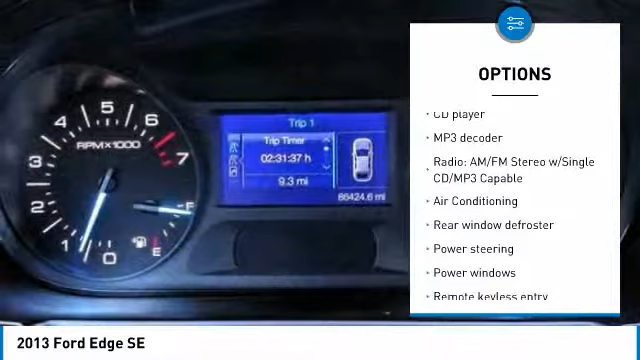 OPTIONS
CD player
MP3 decoder
Radio: AM/FM Stereo w/Single
CD/MP3 Capable
Air Conditioning
Rear window defroster
Power steering
Power windows
Remote keyless entry
Trip 1
Trip Timer
02:31:37 h
9.3 mi
86424.6 mi
RPMX1000
0
1
2
3
4
5
6
7
F
E
2013 Ford Edge SE